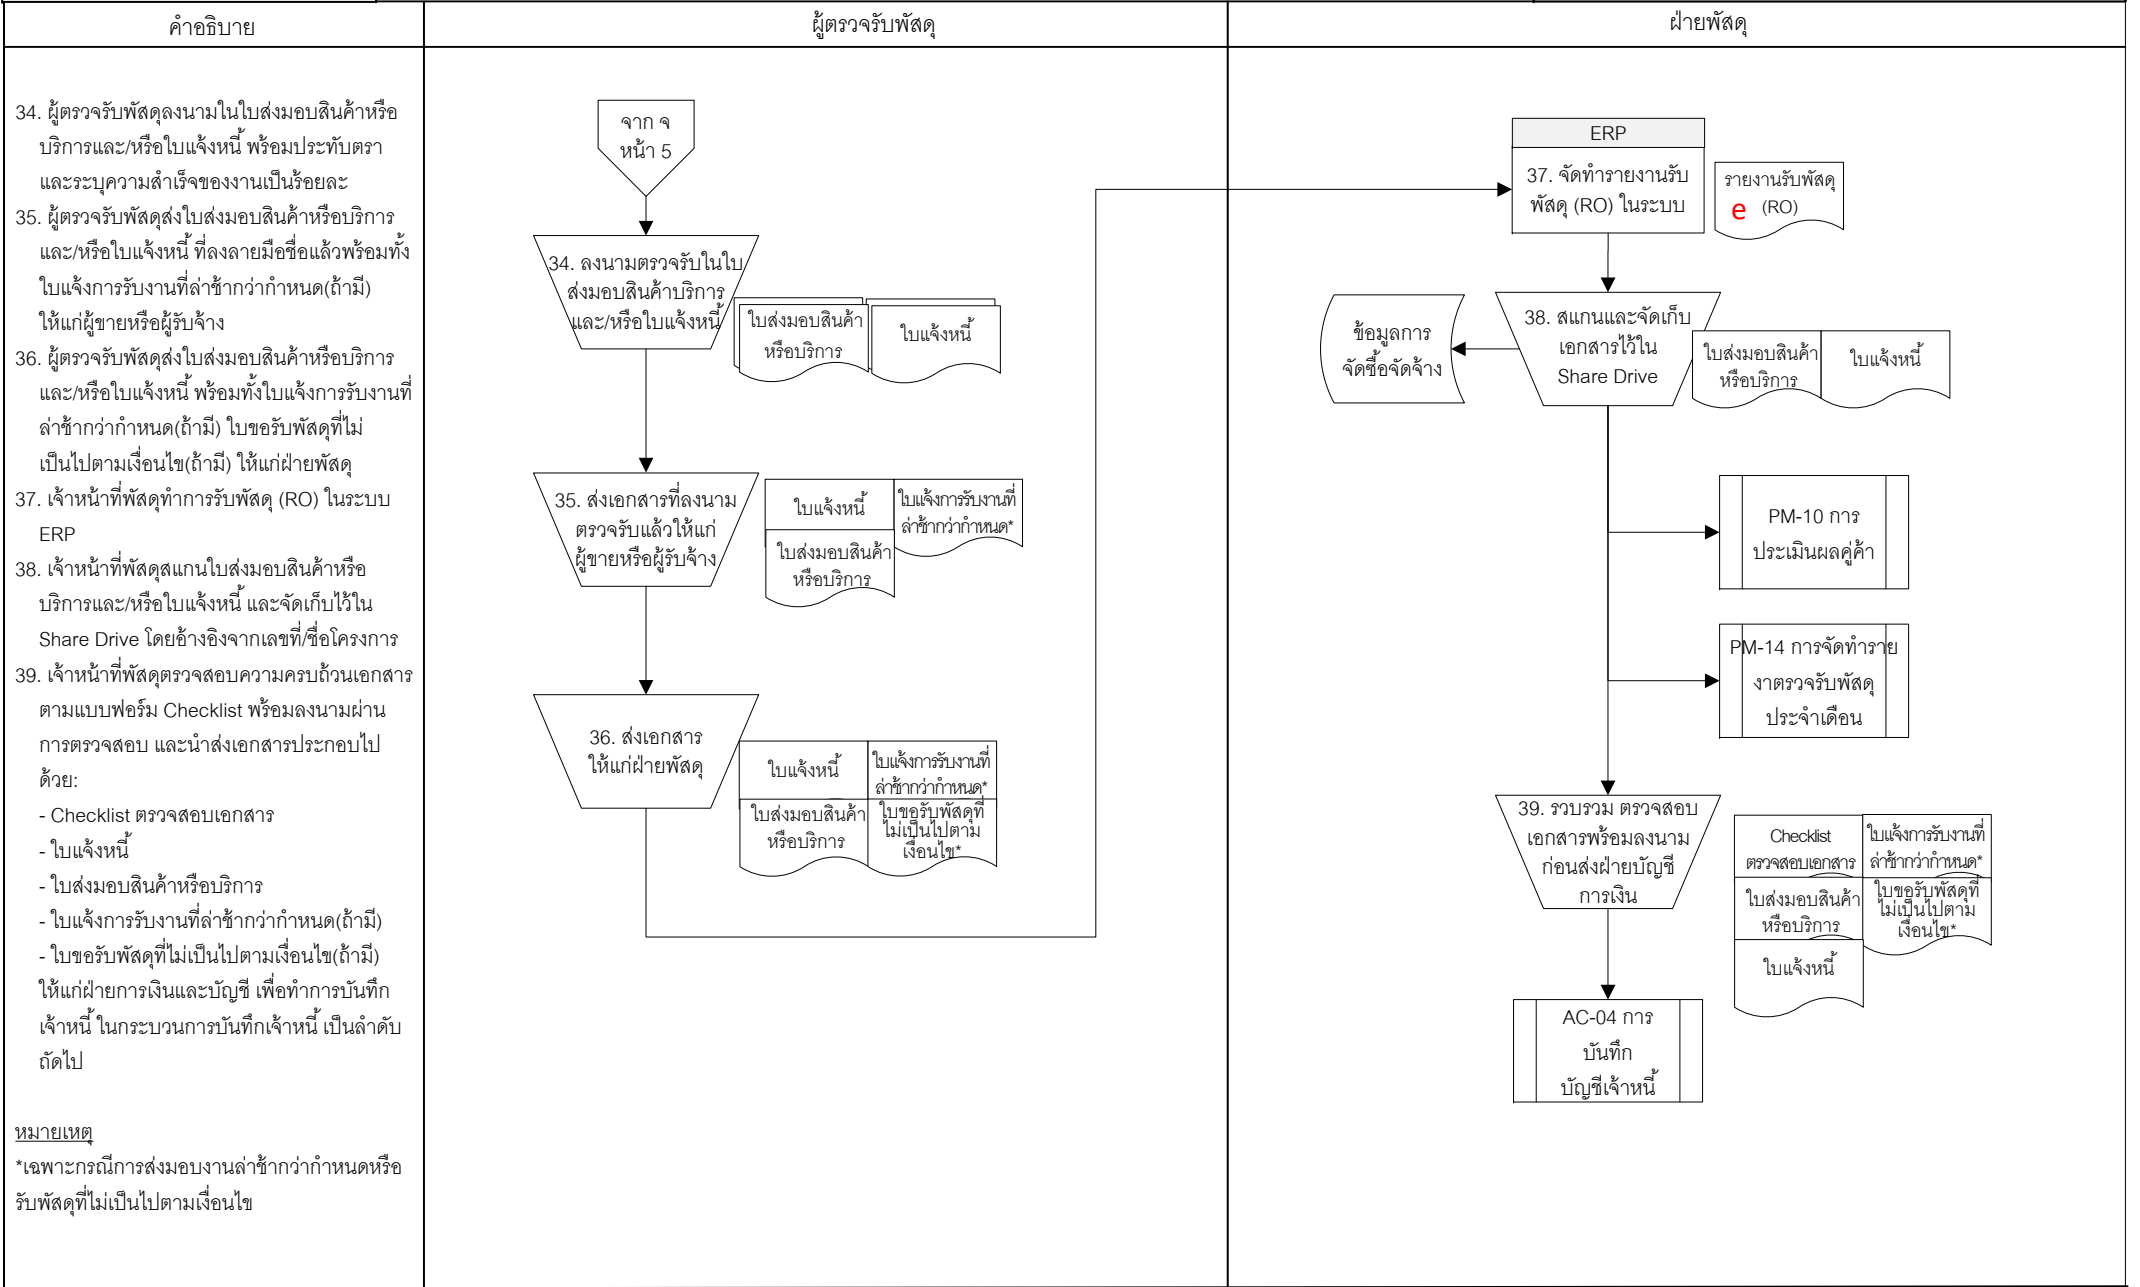 คำอธิบาย
ผู้ตรวจรับพัสดุ
ฝ่ายพัสดุ
34. ผู้ตรวจรับพัสดุลงนามในใบส่งมอบสินค้าหรือ
บริการและ/หรือใบแจ้งหนี้ พร้อมประทับตรา
และระบุความสำเร็จของงานเป็นร้อยละ
35. ผู้ตรวจรับพัสดุส่งใบส่งมอบสินค้าหรือบริการ
และ/หรือใบแจ้งหนี้ ที่ลงลายมือชื่อแล้วพร้อมทั้ง
ใบแจ้งการรับงานที่ล่าช้ากว่ากำหนด(ถ้ามี)
ให้แก่ผู้ขายหรือผู้รับจ้าง
36. ผู้ตรวจรับพัสดุส่งใบส่งมอบสินค้าหรือบริการ
และ/หรือใบแจ้งหนี้ พร้อมทั้งใบแจ้งการรับงานที่
ล่าช้ากว่ากำหนด(ถ้ามี) ใบขอรับพัสดุที่ไม่
เป็นไปตามเงื่อนไข(ถ้ามี) ให้แก่ฝ่ายพัสดุ
37. เจ้าหน้าที่พัสดุทำการรับพัสดุ (RO) ในระบบ
ERP
38. เจ้าหน้าที่พัสดุสแกนใบส่งมอบสินค้าหรือ
บริการและ/หรือใบแจ้งหนี้ และจัดเก็บไว้ใน
Share Drive โดยอ้างอิงจากเลขที่/ชื่อโครงการ
39. เจ้าหน้าที่พัสดุตรวจสอบความครบถ้วนเอกสาร
ตามแบบฟอร์ม Checklist พร้อมลงนามผ่าน
การตรวจสอบ และนำส่งเอกสารประกอบไป
ด้วย:
- Checklist ตรวจสอบเอกสาร
- ใบแจ้งหนี้
- ใบส่งมอบสินค้าหรือบริการ
- ใบแจ้งการรับงานที่ล่าช้ากว่ากำหนด(ถ้ามี)
- ใบขอรับพัสดุที่ไม่เป็นไปตามเงื่อนไข(ถ้ามี)
ให้แก่ฝ่ายการเงินและบัญชี เพื่อทำการบันทึก
เจ้าหนี้ ในกระบวนการบันทึกเจ้าหนี้ เป็นลำดับ
ถัดไป
หมายเหตุ
*เฉพาะกรณีการส่งมอบงานล่าช้ากว่ากำหนดหรือ
รับพัสดุที่ไม่เป็นไปตามเงื่อนไข
จาก จ
หน้า 5
34. ลงนามตรวจรับในใบ
ส่งมอบสินค้าบริการ
และ/หรือใบแจ้งหนี้
ใบส่งมอบสินค้า
หรือบริการ
ใบแจ้งหนี้
35. ส่งเอกสารที่ลงนาม
ตรวจรับแล้วให้แก่
ผู้ขายหรือผู้รับจ้าง
ใบแจ้งหนี้
ใบแจ้งการรับงานที่
ล่าช้ากว่ากำหนด*
ใบส่งมอบสินค้า
หรือบริการ
36. ส่งเอกสาร
ให้แก่ฝ่ายพัสดุ
ใบแจ้งหนี้
ใบแจ้งการรับงานที่
ล่าช้ากว่ากำหนด*
ใบส่งมอบสินค้า
หรือบริการ
ใบขอรับพัสดุที่
ไม่เป็นไปตาม
เงื่อนไข*
ERP
37. จัดทำรายงานรับ
พัสดุ (RO) ในระบบ
รายงานรับพัสดุ
e (RO)
38. สแกนและจัดเก็บ
เอกสารไว้ใน
Share Drive
ข้อมูลการ
จัดซื้อจัดจ้าง
ใบส่งมอบสินค้า
หรือบริการ
ใบแจ้งหนี้
PM-10 การ
ประเมินผลคู่ค้า
PM-14 การจัดทำราย
งาตรวจรับพัสดุ
ประจำเดือน
39. รวบรวม ตรวจสอบ
เอกสารพร้อมลงนาม
ก่อนส่งฝ่ายบัญชี
การเงิน
Checklist
ตรวจสอบเอกสาร
ใบแจ้งการรับงานที่
ล่าช้ากว่ากำหนด*
ใบส่งมอบสินค้า
หรือบริการ
ใบขอรับพัสดุที่
ไม่เป็นไปตาม
เงื่อนไข*
ใบแจ้งหนี้
AC-04 การ
บันทึก
บัญชีเจ้าหนี้